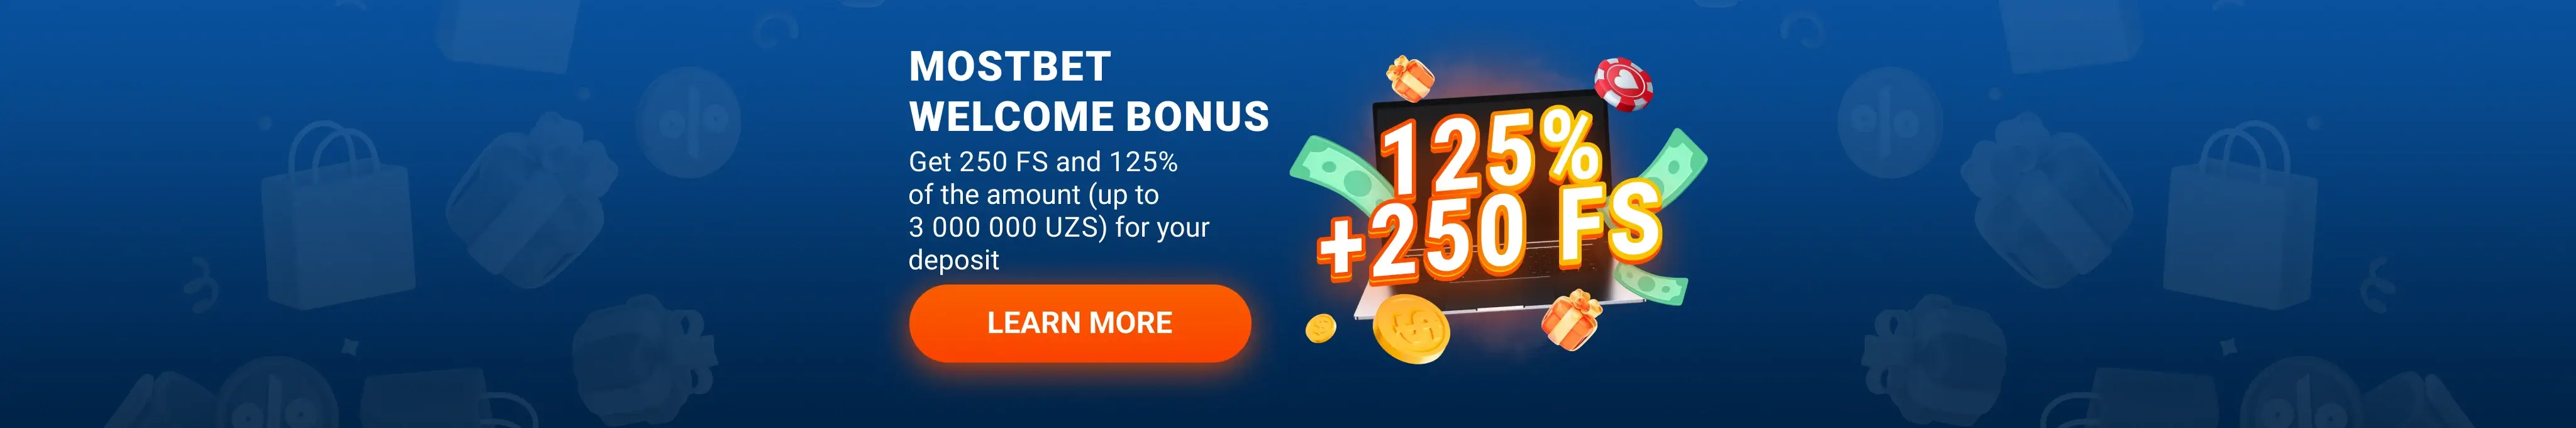 MOSTBET
WELCOME BONUS
Get 250 FS and 125%
of the amount (up to
3 000 000 UZS) for your
deposit
LEARN MORE
125%
+250 FS